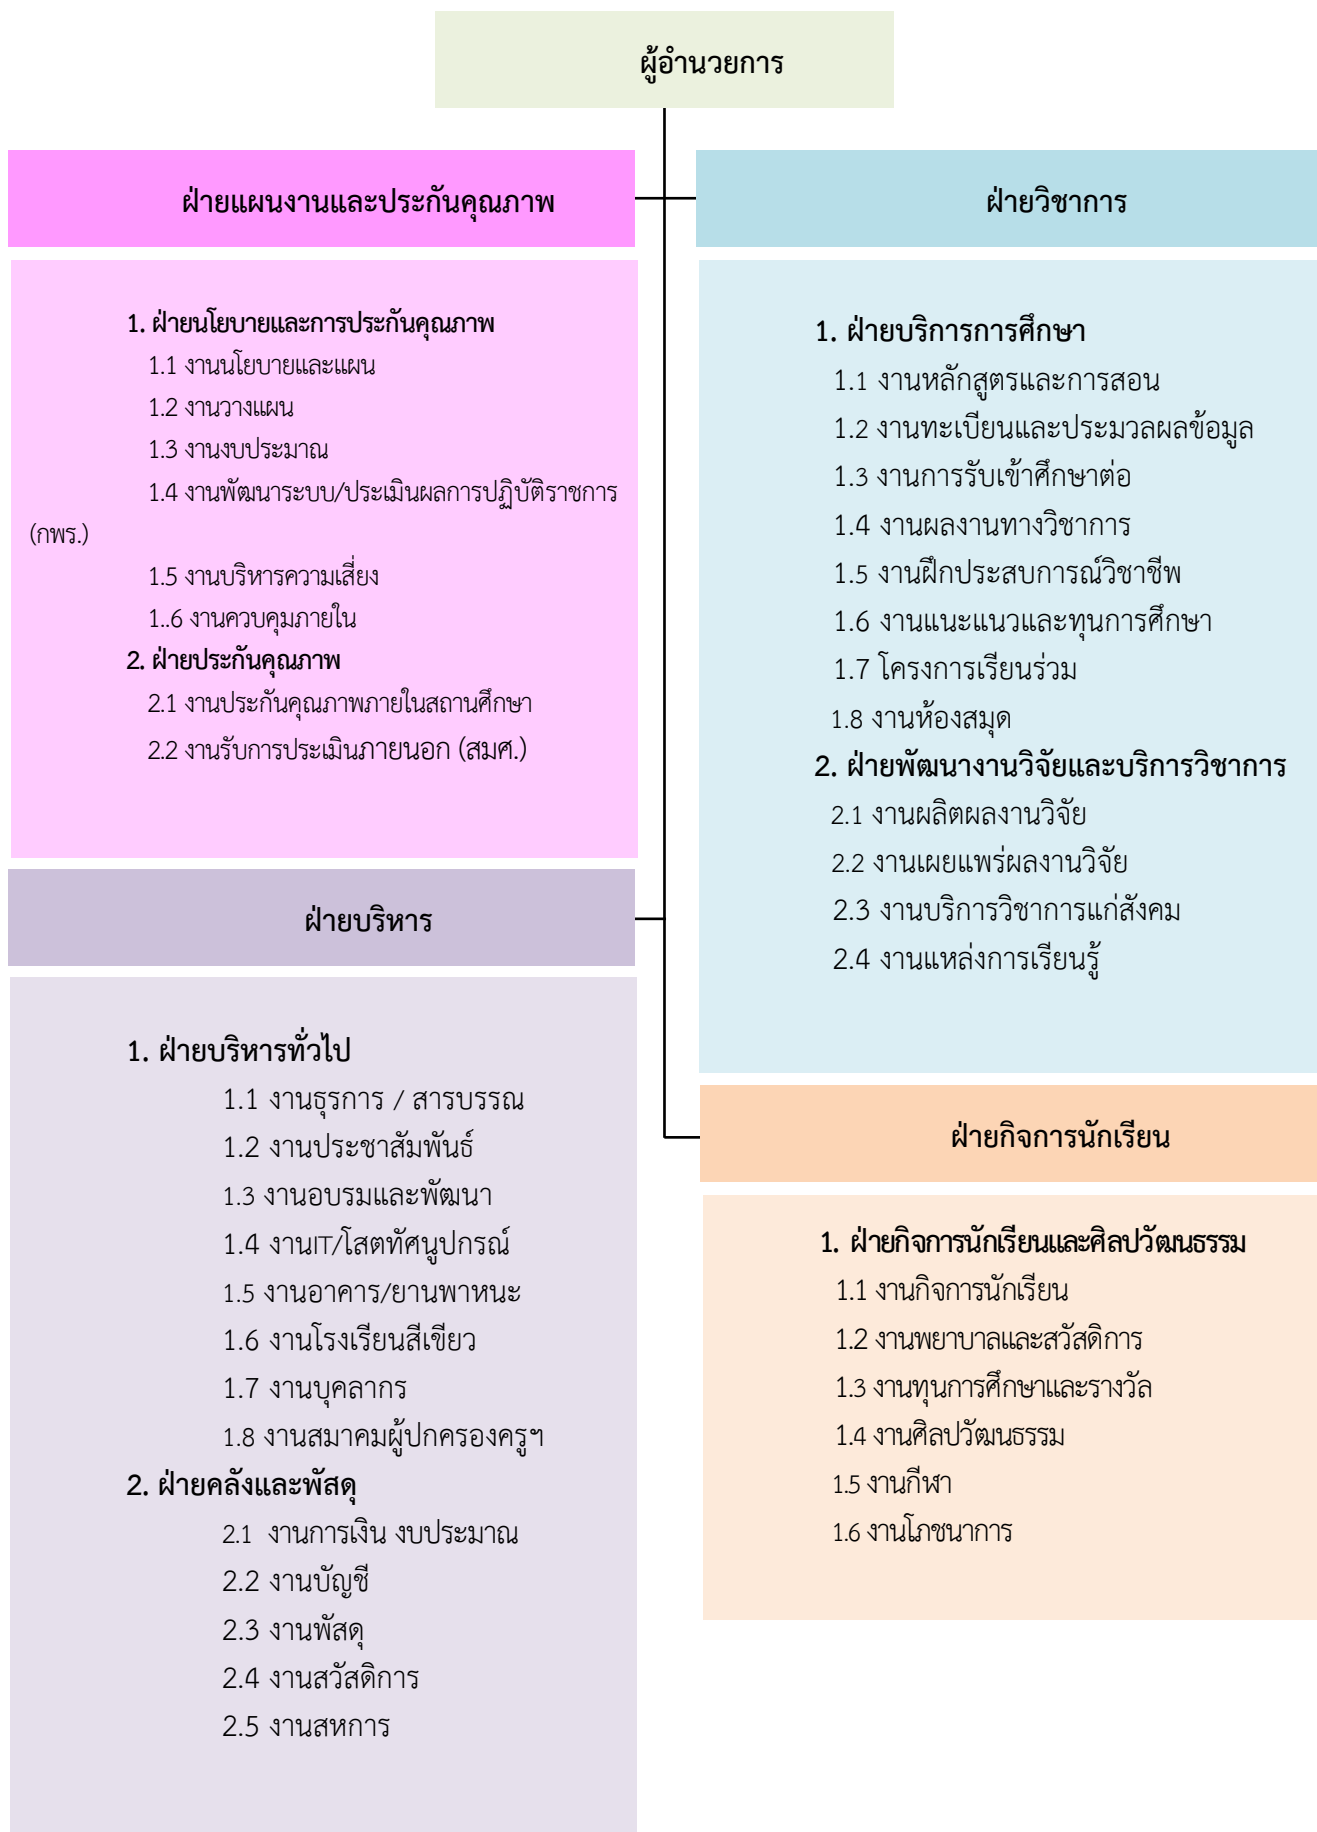 ผู้อำนวยการ
ฝ่ายแผนงานและประกันคุณภาพ
1. ฝ่ายนโยบายและการประกันคุณภาพ
1.1 งานนโยบายและแผน
1.2 งานวางแผน
1.3 งานงบประมาณ
1.4 งานพัฒนาระบบ/ประเมินผลการปฏิบัติราชการ
(กพร.)
1.5 งานบริหารความเสี่ยง
1..6 งานควบคุมภายใน
2. ฝ่ายประกันคุณภาพ
2.1 งานประกันคุณภาพภายในสถานศึกษา
2.2 งานรับการประเมินภายนอก (สมศ.)
ฝ่ายวิชาการ
1. ฝ่ายบริการการศึกษา
1.1 งานหลักสูตรและการสอน
1.2 งานทะเบียนและประมวลผลข้อมูล
1.3 งานการรับเข้าศึกษาต่อ
1.4 งานผลงานทางวิชาการ
1.5 งานฝึกประสบการณ์วิชาชีพ
1.6 งานแนะแนวและทุนการศึกษา
1.7 โครงการเรียนร่วม
1.8 งานห้องสมุด
2. ฝ่ายพัฒนางานวิจัยและบริการวิชาการ
2.1 งานผลิตผลงานวิจัย
2.2 งานเผยแพร่ผลงานวิจัย
2.3 งานบริการวิชาการแก่สังคม
2.4 งานแหล่งการเรียนรู้
ฝ่ายบริหาร
1. ฝ่ายบริหารทั่วไป
1.1 งานธุรการ / สารบรรณ
1.2 งานประชาสัมพันธ์
1.3 งานอบรมและพัฒนา
1.4 งานIT/โสตทัศนูปกรณ์
1.5 งานอาคาร/ยานพาหนะ
1.6 งานโรงเรียนสีเขียว
1.7 งานบุคลากร
1.8 งานสมาคมผู้ปกครองครูฯ
2. ฝ่ายคลังและพัสดุ
2.1 งานการเงิน งบประมาณ
2.2 งานบัญชี
2.3 งานพัสดุ
2.4 งานสวัสดิการ
2.5 งานสหการ
ฝ่ายกิจการนักเรียน
1. ฝ่ายกิจการนักเรียนและศิลปวัฒนธรรม
1.1 งานกิจการนักเรียน
1.2 งานพยาบาลและสวัสดิการ
1.3 งานทุนการศึกษาและรางวัล
1.4 งานศิลปวัฒนธรรม
1.5 งานกีฬา
1.6 งานโภชนาการ